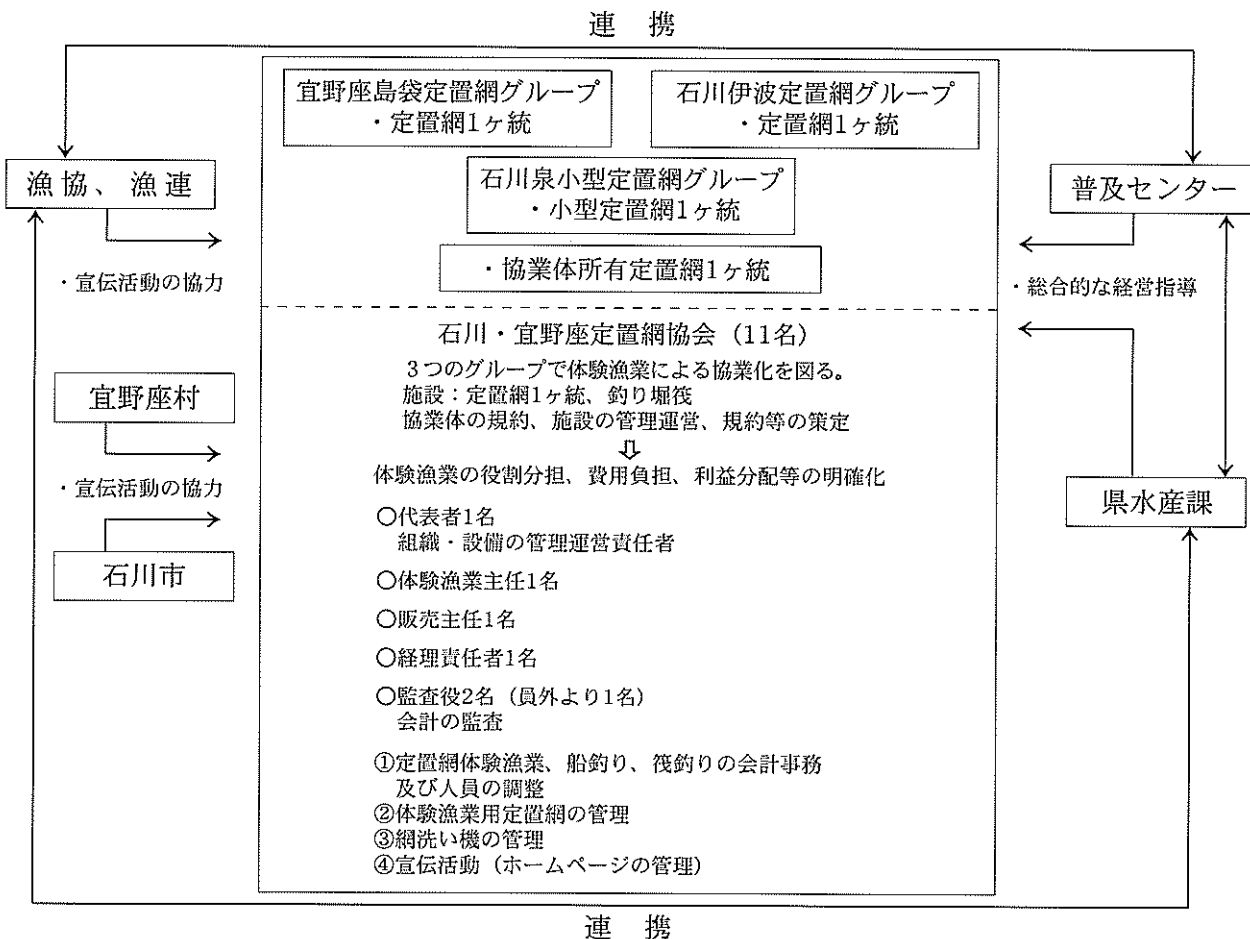 連　携
宜野座島袋定置網グループ
・定置網1ヶ統
石川伊波定置網グループ
・定置網1ヶ統
石川泉小型定置網グループ
・小型定置網1ヶ統
・協業体所有定置網1ヶ統
漁協、漁連
・宣伝活動の協力
普及センター
・総合的な経営指導
石川・宜野座定置網協会（11名）
３つのグループで体験漁業による協業化を図る。
施設：定置網1ヶ統、釣り堀筏
協業体の規約、施設の管理運営、規約等の策定
⇩
体験漁業の役割分担、費用負担、利益分配等の明確化
宜野座村
・宣伝活動の協力
石川市
県水産課
○代表者1名
組織・設備の管理運営責任者
○体験漁業主任1名
○販売主任1名
○経理責任者1名
○監査役2名（員外より1名）
会計の監査
①定置網体験漁業、船釣り、筏釣りの会計事務
及び人員の調整
②体験漁業用定置網の管理
③網洗い機の管理
④宣伝活動（ホームページの管理）
連　携